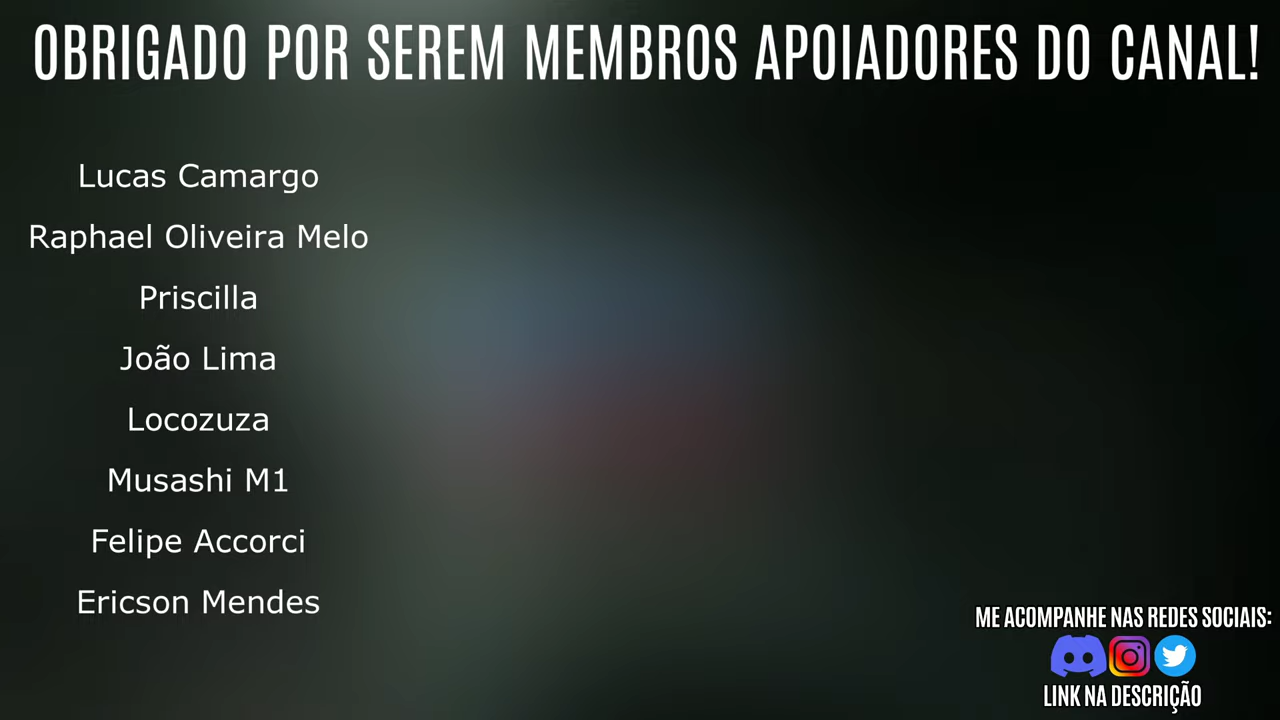 OBRIGADO POR SEREM MEMBROS APOIADORES DO CANAL!
Lucas Camargo
Raphael Oliveira Melo
Priscilla
João Lima
Locozuza
Musashi M1
Felipe Accorci
Ericson Mendes
ME ACOMPANHE NAS REDES SOCIAIS:
LINK NA DESCRIÇÃO